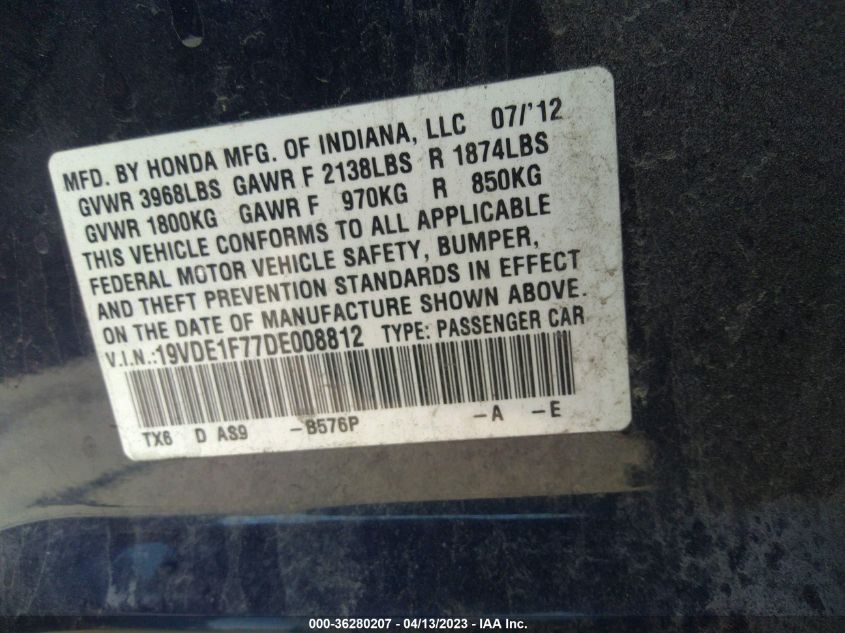 MFD. BY HONDA MFG. OF INDIANA, LLC 07/'12
GVWR 3968LBS GAWR F 2138LBS R 1874LBS
GVWR 1800KG GAWR F 970KG R 850KG
THIS VEHICLE CONFORMS TO ALL APPLICABLE
FEDERAL MOTOR VEHICLE SAFETY, BUMPER,
AND THEFT PREVENTION STANDARDS IN EFFECT
ON THE DATE OF MANUFACTURE SHOWN ABOVE.
V.I.N.:19VDE1F77DE008812 TYPE: PASSENGER CAR
TX6 D AS9 -B576P -A -E
000-36280207 - 04/13/2023 - IAA Inc.